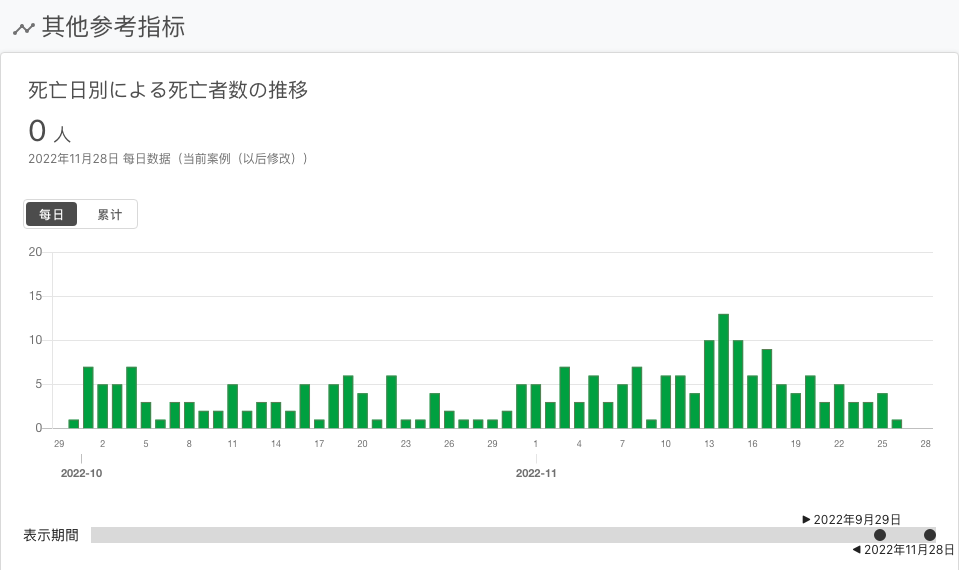 其他参考指标
死亡日別による死亡者数の推移
0 人
2022年11月28日 每日数据（当前案例（以后修改））
每日 累计
20
15
10
5
0
29 2 5 8 11 14 17 20 23 26 29 1 4 7 10 13 16 19 22 25 28
2022-10 2022-11
▶ 2022年9月29日
表示期間
◀ 2022年11月28日